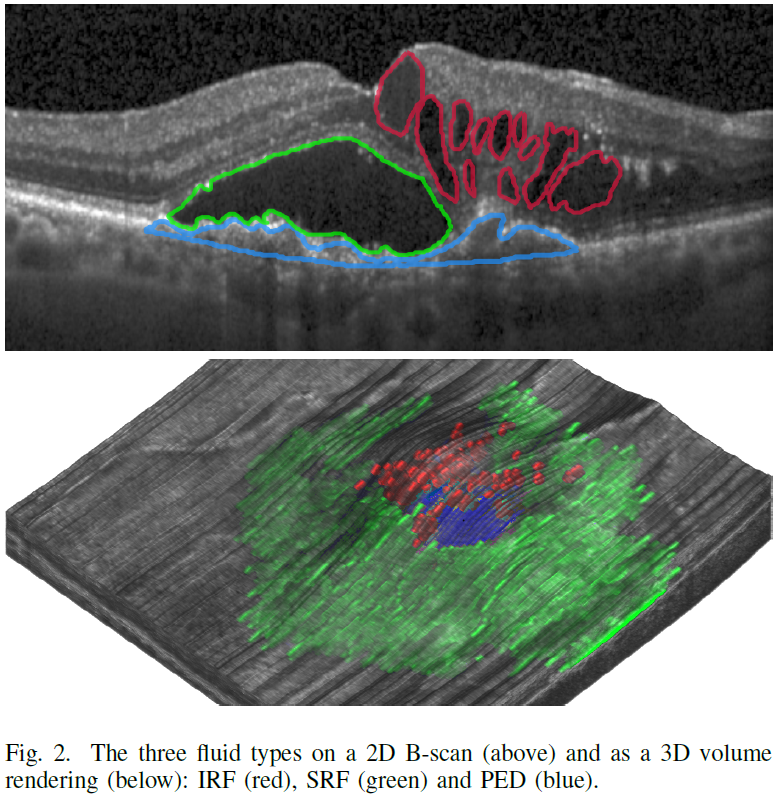 Fig. 2. The three fluid types on a 2D B-scan (above) and as a 3D volume
rendering (below): IRF (red), SRF (green) and PED (blue).